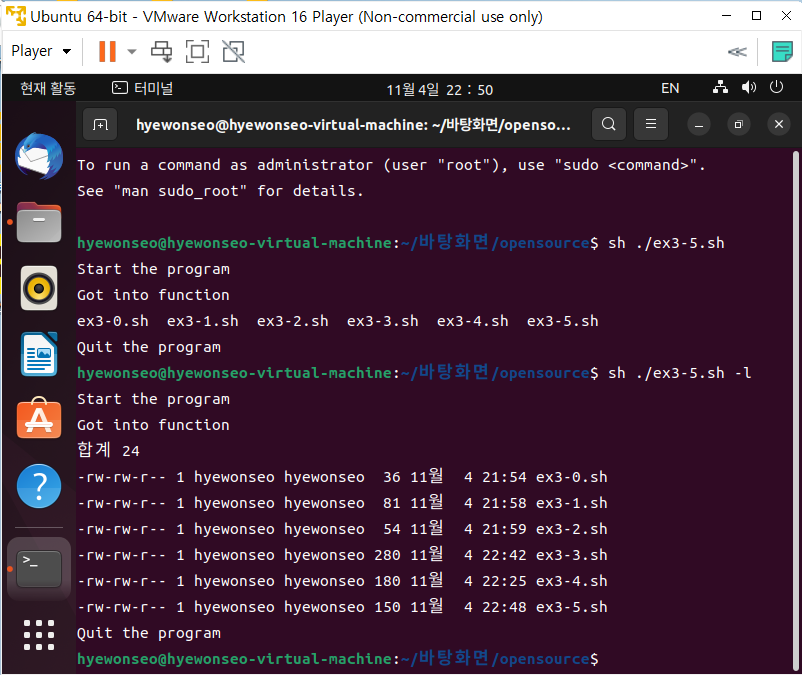 Ubuntu 64-bit - VMware Workstation 16 Player (Non-commercial use only)
Player
현재 활동 터미널 11월 4일 22 : 50 EN
hyewonseo@hyewonseo-virtual-machine: ~/바탕화면/openso...
To run a command as administrator (user "root"), use "sudo <command>".
See "man sudo_root" for details.
hyewonseo@hyewonseo-virtual-machine:~/바탕화면/opensource$ sh ./ex3-5.sh
Start the program
Got into function
ex3-0.sh  ex3-1.sh  ex3-2.sh  ex3-3.sh  ex3-4.sh  ex3-5.sh
Quit the program
hyewonseo@hyewonseo-virtual-machine:~/바탕화면/opensource$ sh ./ex3-5.sh -l
Start the program
Got into function
합계 24
-rw-rw-r-- 1 hyewonseo hyewonseo  36 11월  4 21:54 ex3-0.sh
-rw-rw-r-- 1 hyewonseo hyewonseo  81 11월  4 21:58 ex3-1.sh
-rw-rw-r-- 1 hyewonseo hyewonseo  54 11월  4 21:59 ex3-2.sh
-rw-rw-r-- 1 hyewonseo hyewonseo 280 11월  4 22:42 ex3-3.sh
-rw-rw-r-- 1 hyewonseo hyewonseo 180 11월  4 22:25 ex3-4.sh
-rw-rw-r-- 1 hyewonseo hyewonseo 150 11월  4 22:48 ex3-5.sh
Quit the program
hyewonseo@hyewonseo-virtual-machine:~/바탕화면/opensource$